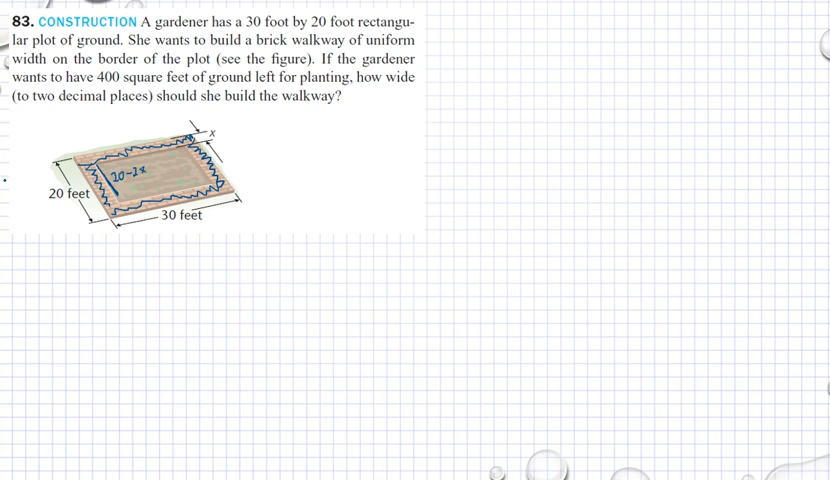 83. CONSTRUCTION A gardener has a 30 foot by 20 foot rectangu-
lar plot of ground. She wants to build a brick walkway of uniform
width on the border of the plot (see the figure). If the gardener
wants to have 400 square feet of ground left for planting, how wide
(to two decimal places) should she build the walkway?
x
20-2x
20 feet
30 feet